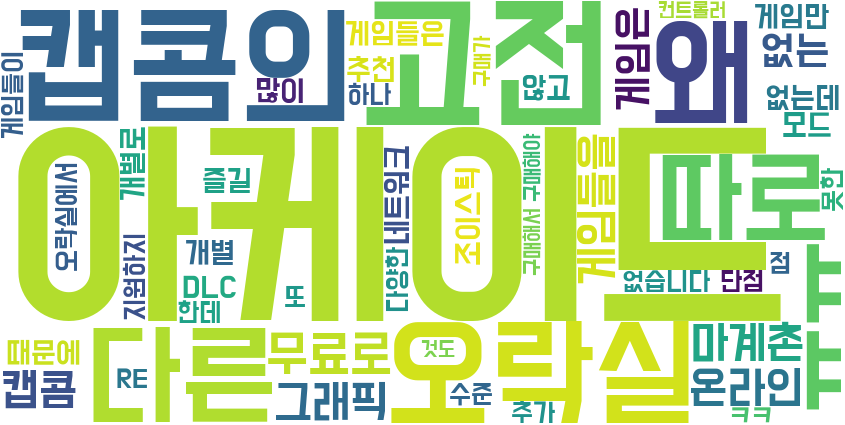 캡콤의
고전
왜
게임들이
많이
게임들은
추천
하나
구매가
않고
게임은
컨트롤러
게임만
없는
없는데
모드
아케이드
따로
오락실에서
개별로
즐길
네트워크
조이스틱
구매해야
구매해서
게임들을
못한
지원하지
개별
DLC
한데
또
다양한
없습니다
단점
점
ㅠㅠ
때문에
캡콤
RE
다른
무료로
그래픽
오락실
것도
수준
추가
마계촌
온라인
ㅋㅋ